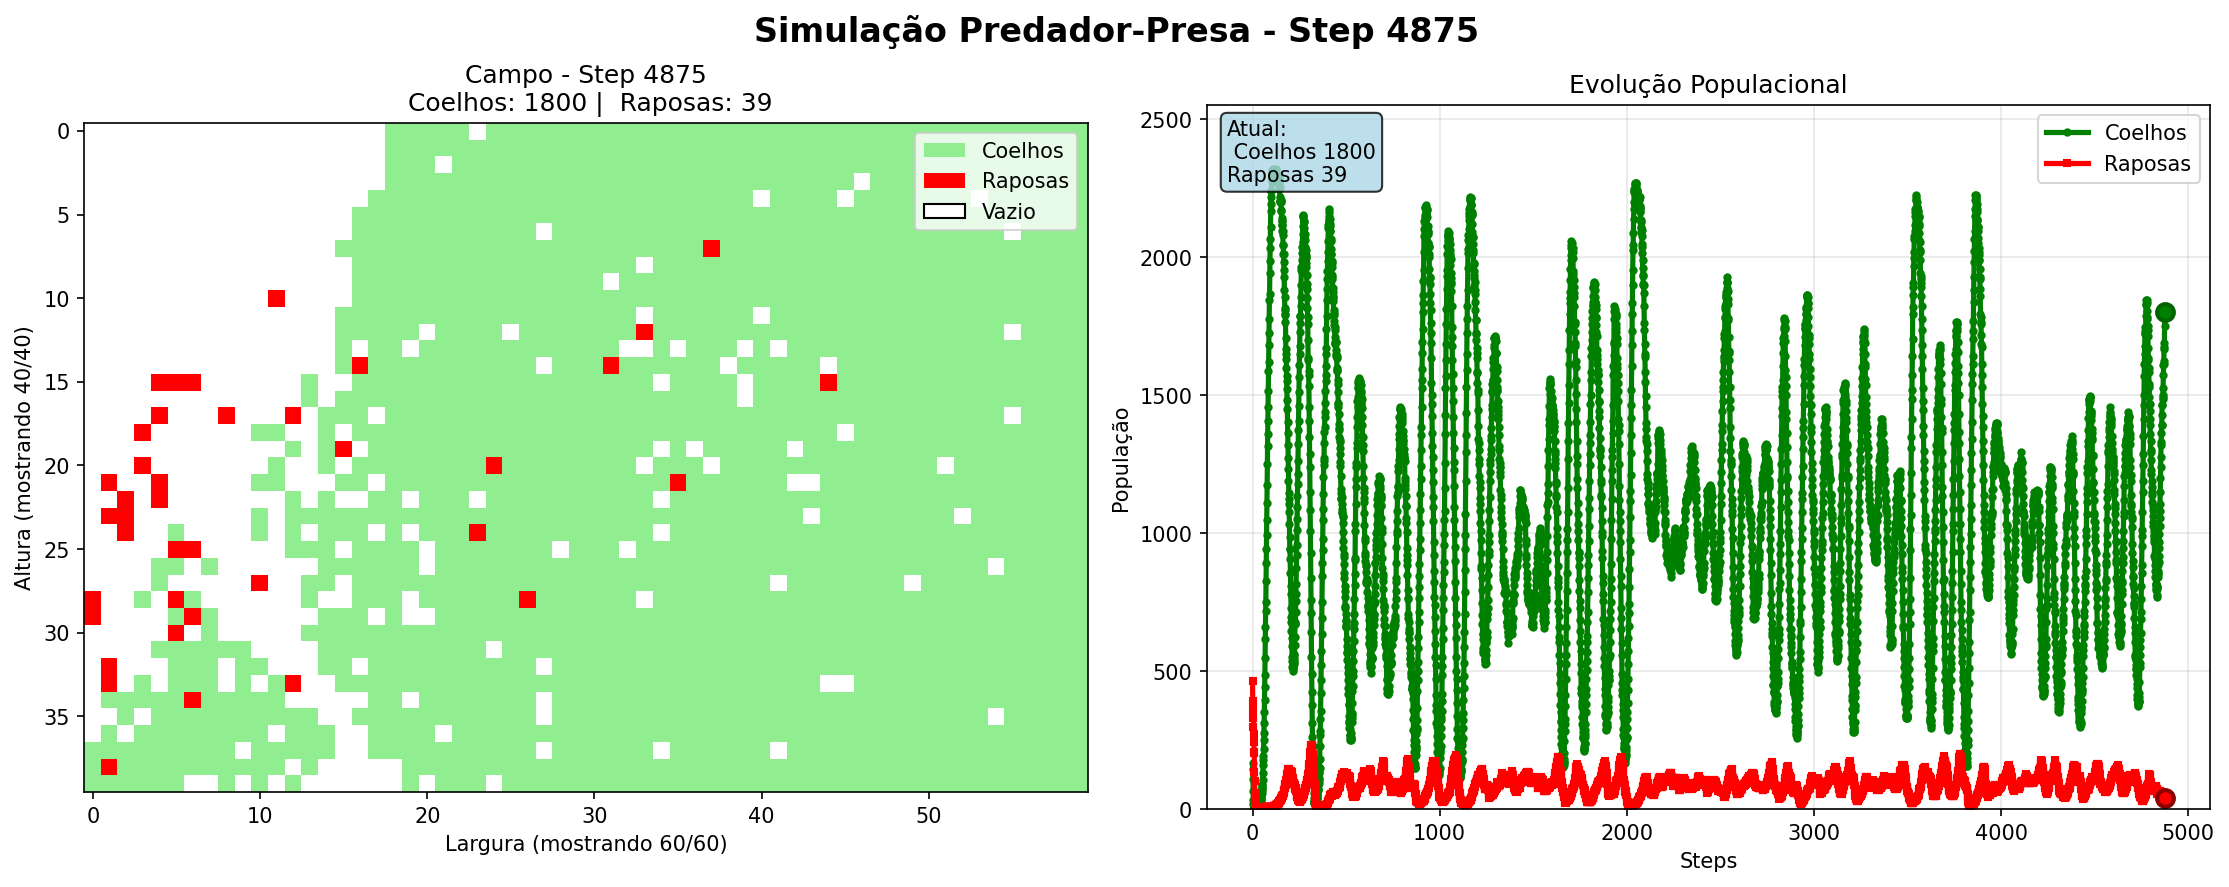 Simulação Predador-Presa - Step 4875
Campo - Step 4875
Coelhos: 1800 |  Raposas: 39
Coelhos
Raposas
Vazio
0
5
10
15
20
25
30
35
Altura (mostrando 40/40)
0
10
20
30
40
50
Largura (mostrando 60/60)
Evolução Populacional
Atual:
Coelhos 1800
Raposas 39
Coelhos
Raposas
2500
2000
1500
1000
500
0
População
0
1000
2000
3000
4000
5000
Steps